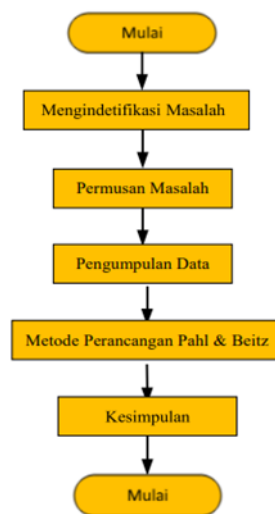 Mulai
Mengindetifikasi Masalah
Permusan Masalah
Pengumpulan Data
Metode Perancangan Pahl & Beitz
Kesimpulan
Mulai